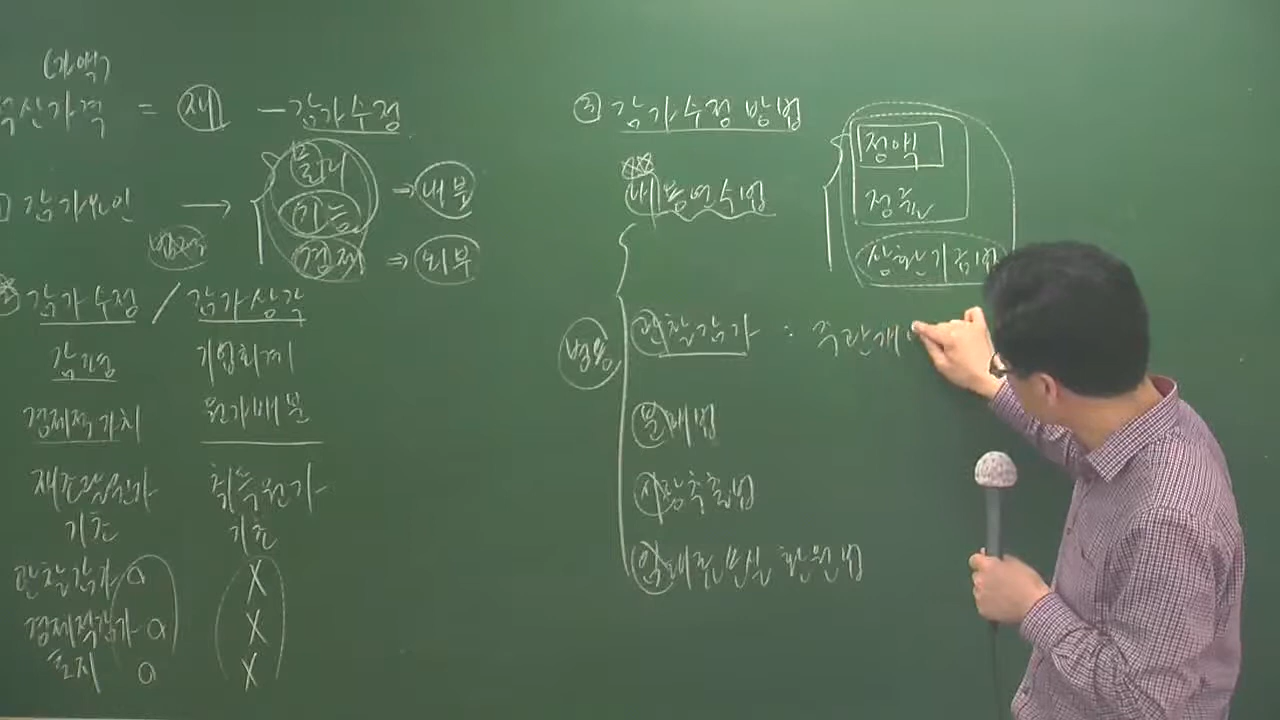 (가액)
적산가격 = 재 - 감가수정
① 감가요인 → 물리 ⇒ 내부
기능
경제 ⇒ 외부
② 감가수정 / 감가상각
감정평 기업회계
경제적 가치 원가배분
재조달원가 취득원가
기초 기초
관찰감가 O X
경제적감가 O X
토지 O X
③ 감가수정 방법
내용연수법
정액
정률
상환기금법
병용
관찰감가 : 주관개
분해법
시장추출법
임대료손실 환원법